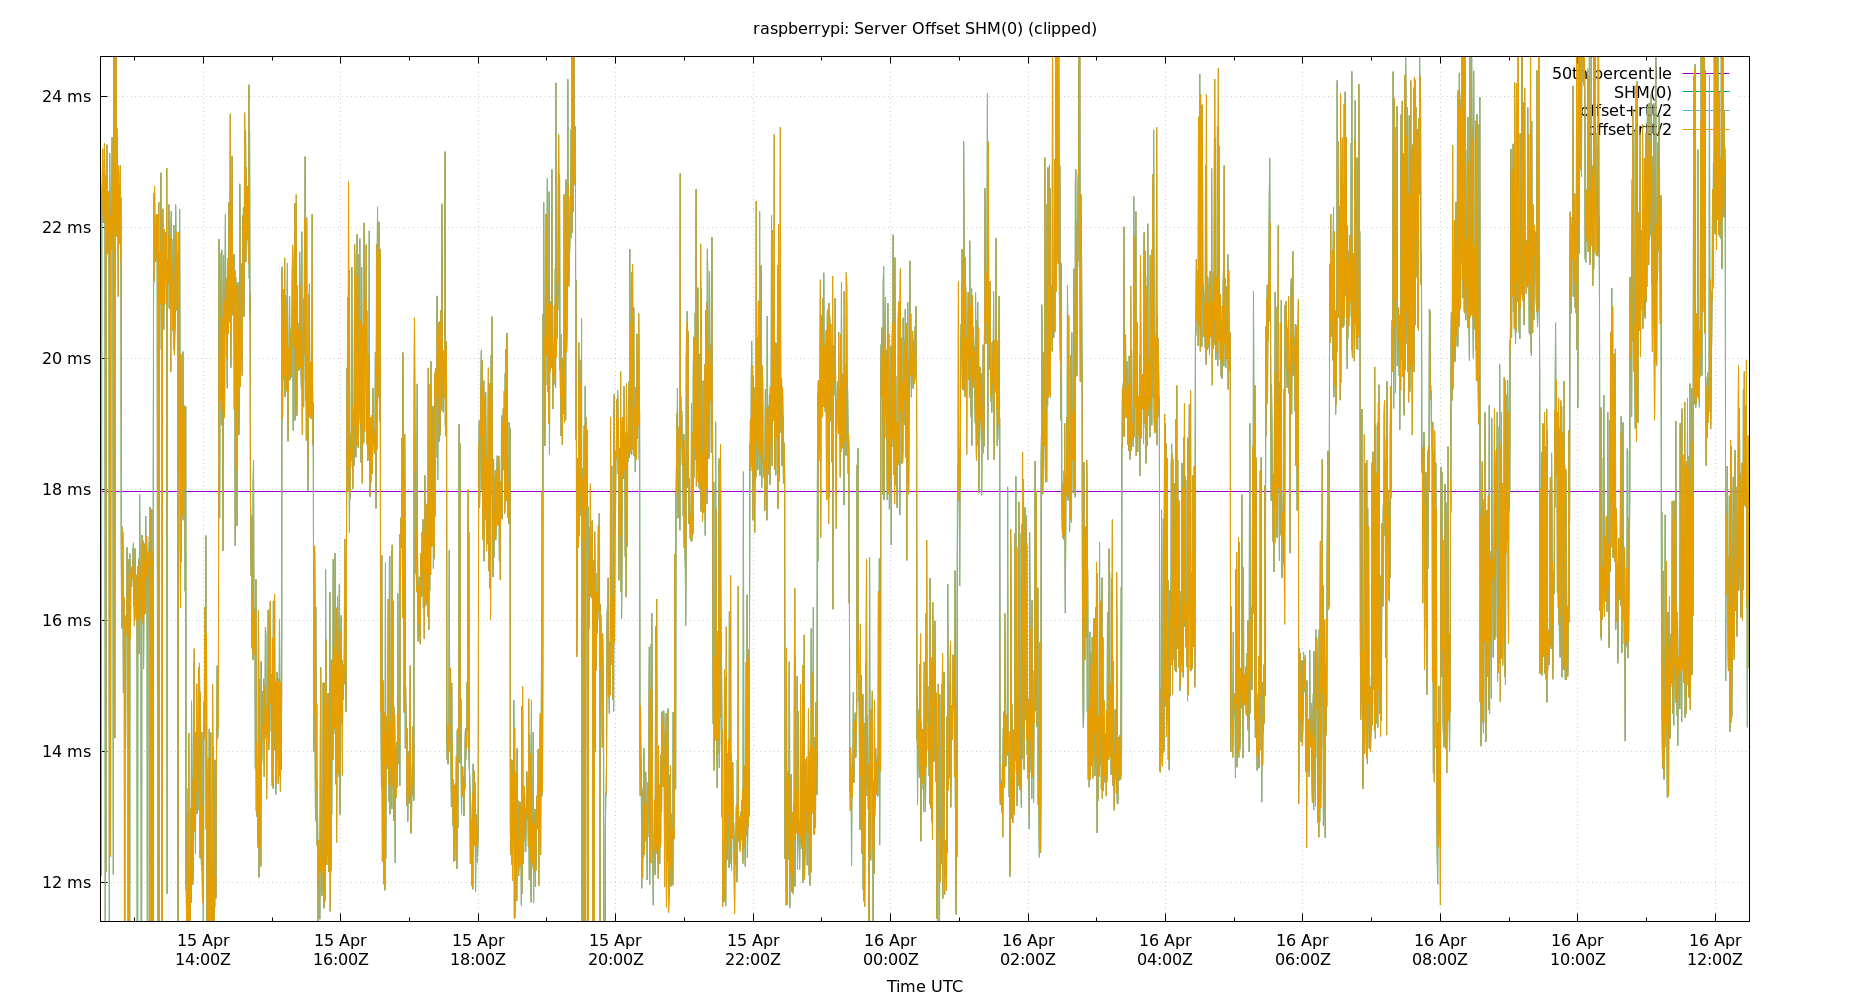 raspberrypi: Server Offset SHM(0) (clipped)
50th percentile
SHM(0)
offset+rtt/2
offset-rtt/2
24 ms
22 ms
20 ms
18 ms
16 ms
14 ms
12 ms
15 Apr 15 Apr 15 Apr 15 Apr 15 Apr 16 Apr 16 Apr 16 Apr 16 Apr 16 Apr 16 Apr 16 Apr
14:00Z 16:00Z 18:00Z 20:00Z 22:00Z 00:00Z 02:00Z 04:00Z 06:00Z 08:00Z 10:00Z 12:00Z
Time UTC